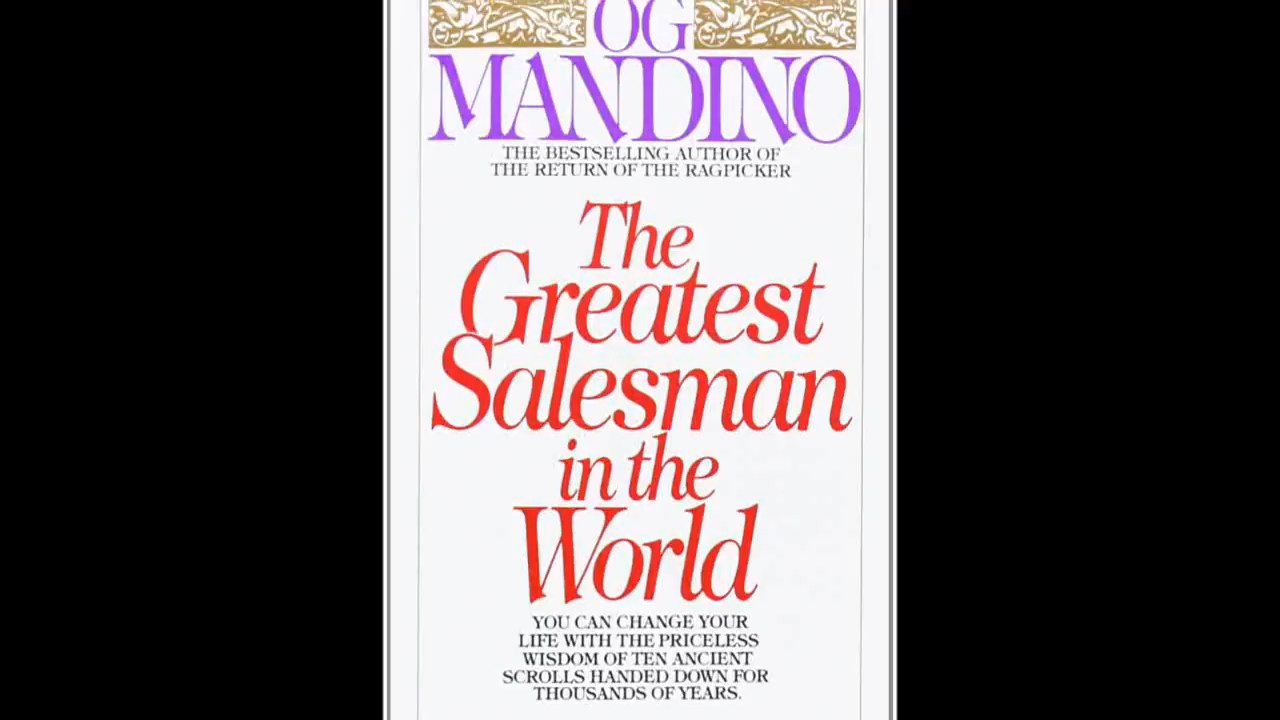 OG
MANDINO
THE BESTSELLING AUTHOR OF
THE RETURN OF THE RAGPICKER
The
Greatest
Salesman
in the
World
YOU CAN CHANGE YOUR
LIFE WITH THE PRICELESS
WISDOM OF TEN ANCIENT
SCROLLS HANDED DOWN FOR
THOUSANDS OF YEARS.